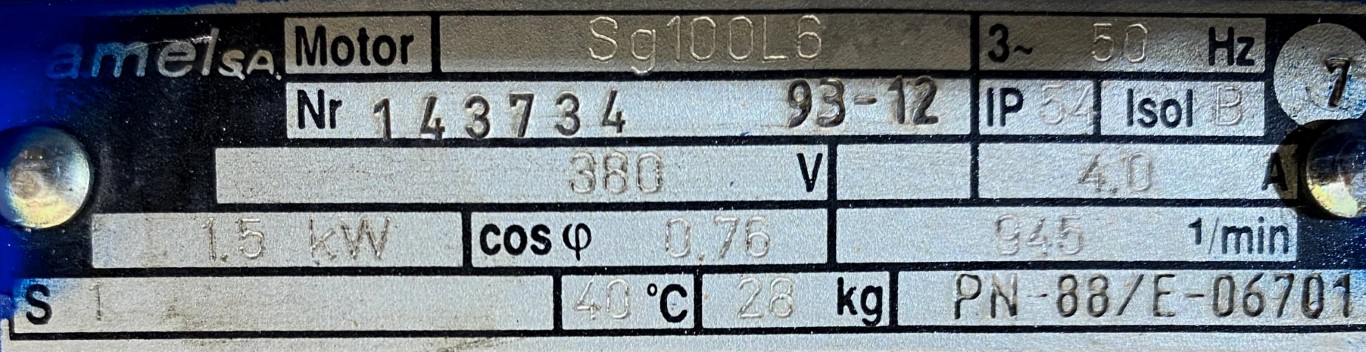 amel S.A. Motor Sg100L6 3~ 50 Hz
7
Nr 143734 93-12 IP 54 Isol B
380 V 4.0 A
1.5 kW cos φ 0.76 945 1/min
S 1 40 °C 28 kg PN-88/E-06701